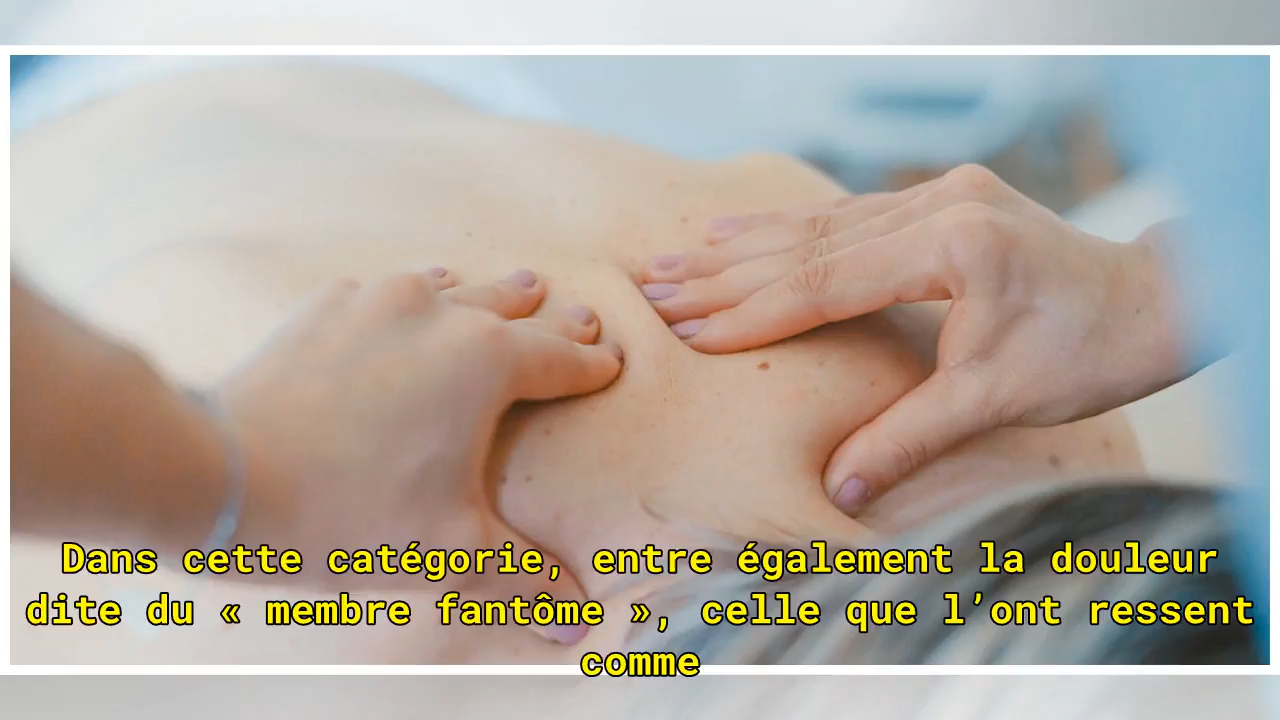 Dans cette catégorie, entre également la douleur
dite du « membre fantôme », celle que l’ont ressent
comme